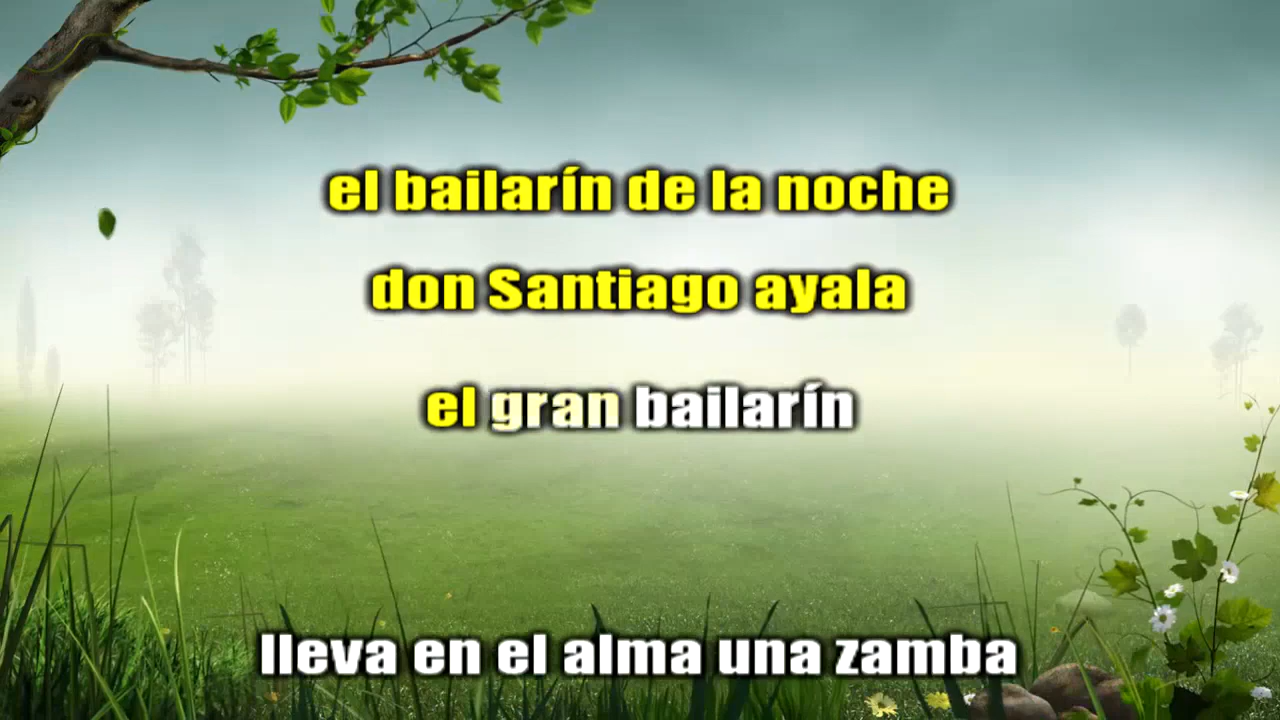 el bailarín de la noche
don Santiago ayala
el gran bailarín
lleva en el alma una zamba